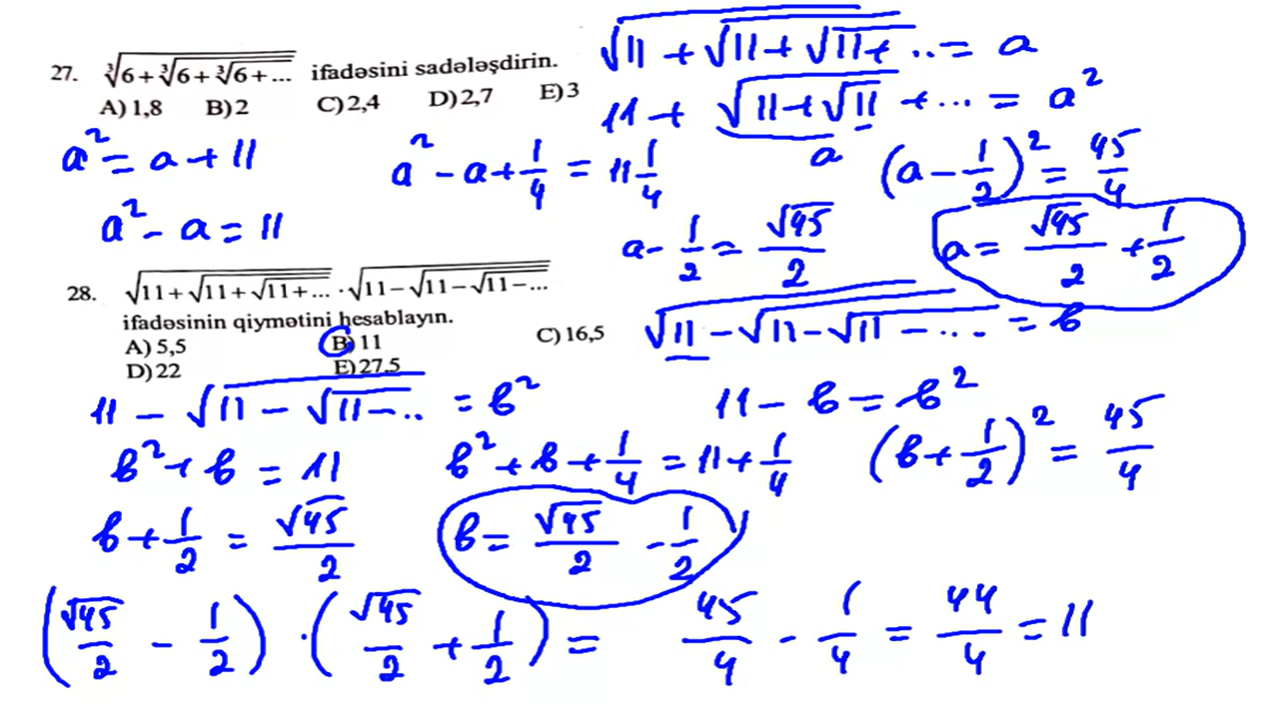 27. ∛(6+∛(6+∛(6+...))) ifadəsini sadələşdirin.
A) 1,8 B) 2 C) 2,4 D) 2,7 E) 3
√(11+√(11+√(11+...))) = a
11+√(11+√11)+... = a²
a
a² = a+11
a² - a + 1/4 = 11 1/4
(a - 1/2)² = 45/4
a² - a = 11
a - 1/2 = √45/2
a = √45/2 + 1/2
28. √(11+√(11+√(11+...))) · √(11-√(11-√(11-...)))
ifadəsinin qiymətini hesablayın.
A) 5,5 B) 11 C) 16,5
D) 22 E) 27.5
√(11-√(11-√(11-...))) = в
11 - √(11-√(11-..)) = в²
11 - в = в²
в² + в = 11
в² + в + 1/4 = 11 + 1/4
(в + 1/2)² = 45/4
в + 1/2 = √45/2
в = √45/2 - 1/2
(√45/2 - 1/2) · (√45/2 + 1/2) = 45/4 - 1/4 = 44/4 = 11